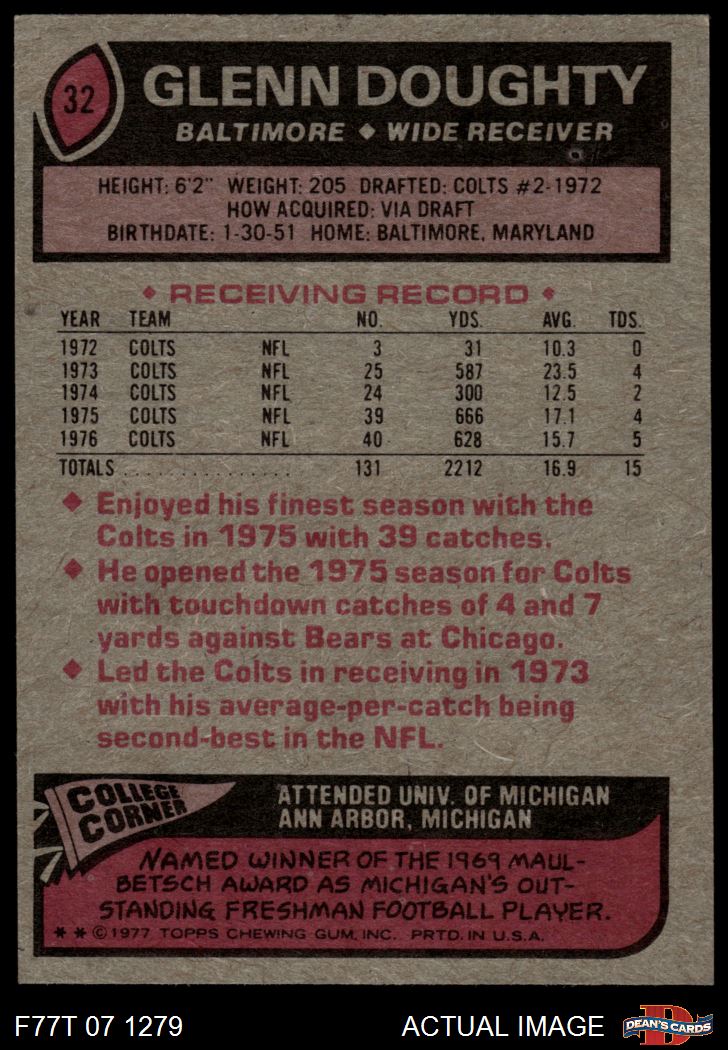 32
GLENN DOUGHTY
BALTIMORE ◆ WIDE RECEIVER
HEIGHT: 6'2" WEIGHT: 205 DRAFTED: COLTS #2-1972
HOW ACQUIRED: VIA DRAFT
BIRTHDATE: 1-30-51 HOME: BALTIMORE, MARYLAND
◆ RECEIVING RECORD ◆
YEAR TEAM NO. YDS. AVG. TDS.
1972 COLTS NFL 3 31 10.3 0
1973 COLTS NFL 25 587 23.5 4
1974 COLTS NFL 24 300 12.5 2
1975 COLTS NFL 39 666 17.1 4
1976 COLTS NFL 40 628 15.7 5
TOTALS . . . . . . . . . . . . . . . 131 2212 16.9 15
◆ Enjoyed his finest season with the
Colts in 1975 with 39 catches.
◆ He opened the 1975 season for Colts
with touchdown catches of 4 and 7
yards against Bears at Chicago.
◆ Led the Colts in receiving in 1973
with his average-per-catch being
second-best in the NFL.
COLLEGE
CORNER
ATTENDED UNIV. OF MICHIGAN
ANN ARBOR, MICHIGAN
NAMED WINNER OF THE 1969 MAUL-
BETSCH AWARD AS MICHIGAN'S OUT-
STANDING FRESHMAN FOOTBALL PLAYER.
* * © 1977 TOPPS CHEWING GUM, INC. PRTD. IN U.S.A.
F77T 07 1279
ACTUAL IMAGE
D
DEAN'S CARDS